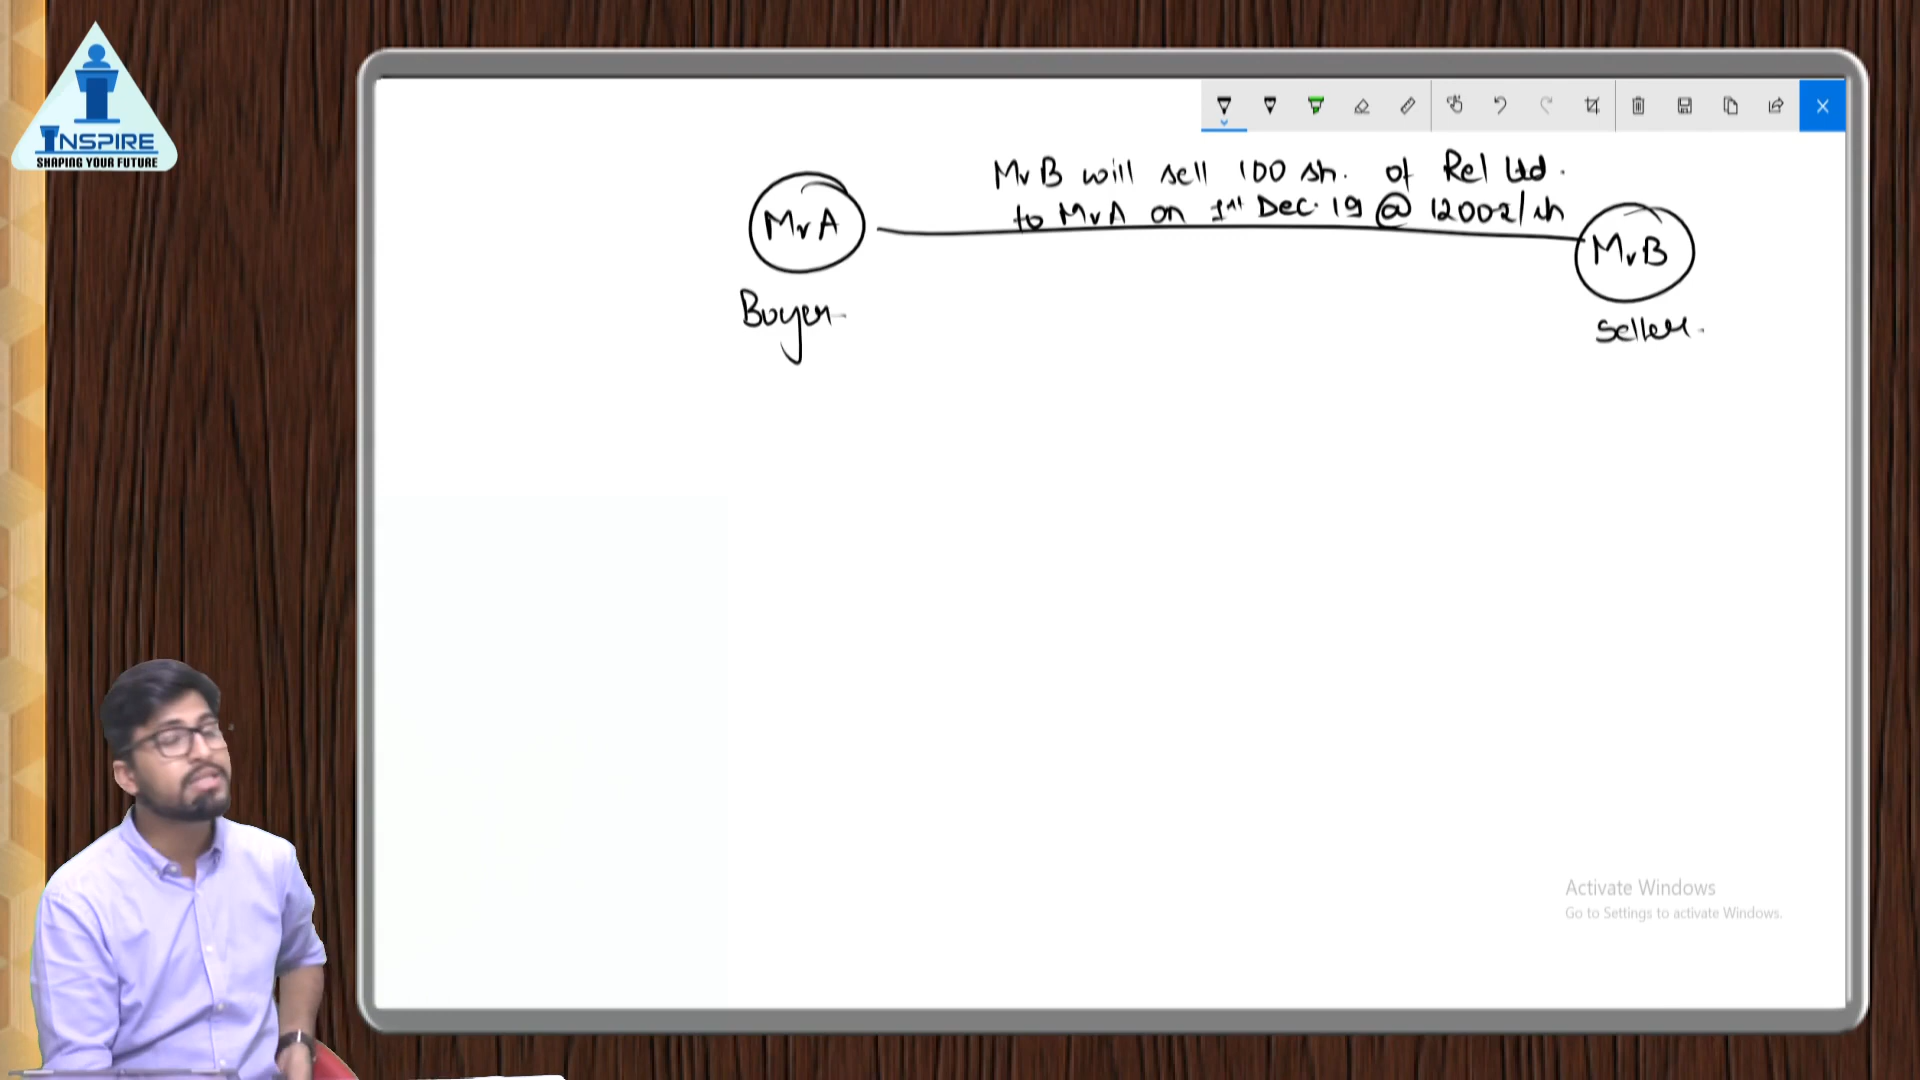 INSPIRE
SHAPING YOUR FUTURE
Mr B will sell 100 sh. of Rel Ltd.
to Mr A on 1st Dec. 19 @ 1200₹/sh
Mr A
Mr B
Buyer
Seller.
Activate Windows
Go to Settings to activate Windows.